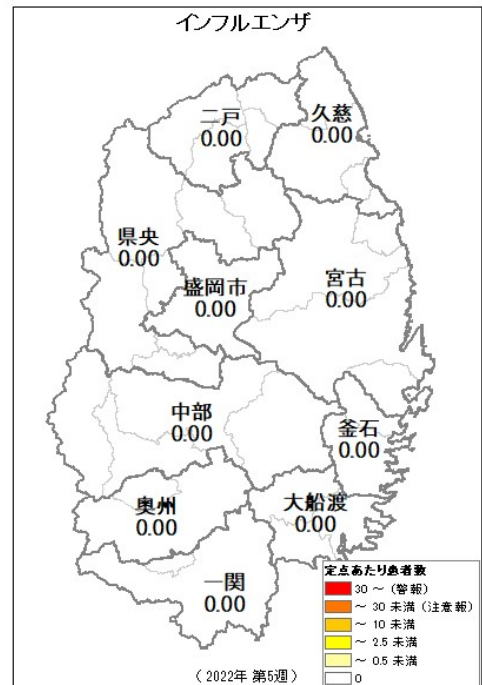 インフルエンザ
二戸
0.00
久慈
0.00
県央
0.00
盛岡市
0.00
宮古
0.00
中部
0.00
釜石
0.00
奥州
0.00
大船渡
0.00
一関
0.00
定点あたり患者数
30 ~ (警報)
~ 30 未満 (注意報)
~ 10 未満
~ 2.5 未満
~ 0.5 未満
0
(2022年 第5週)